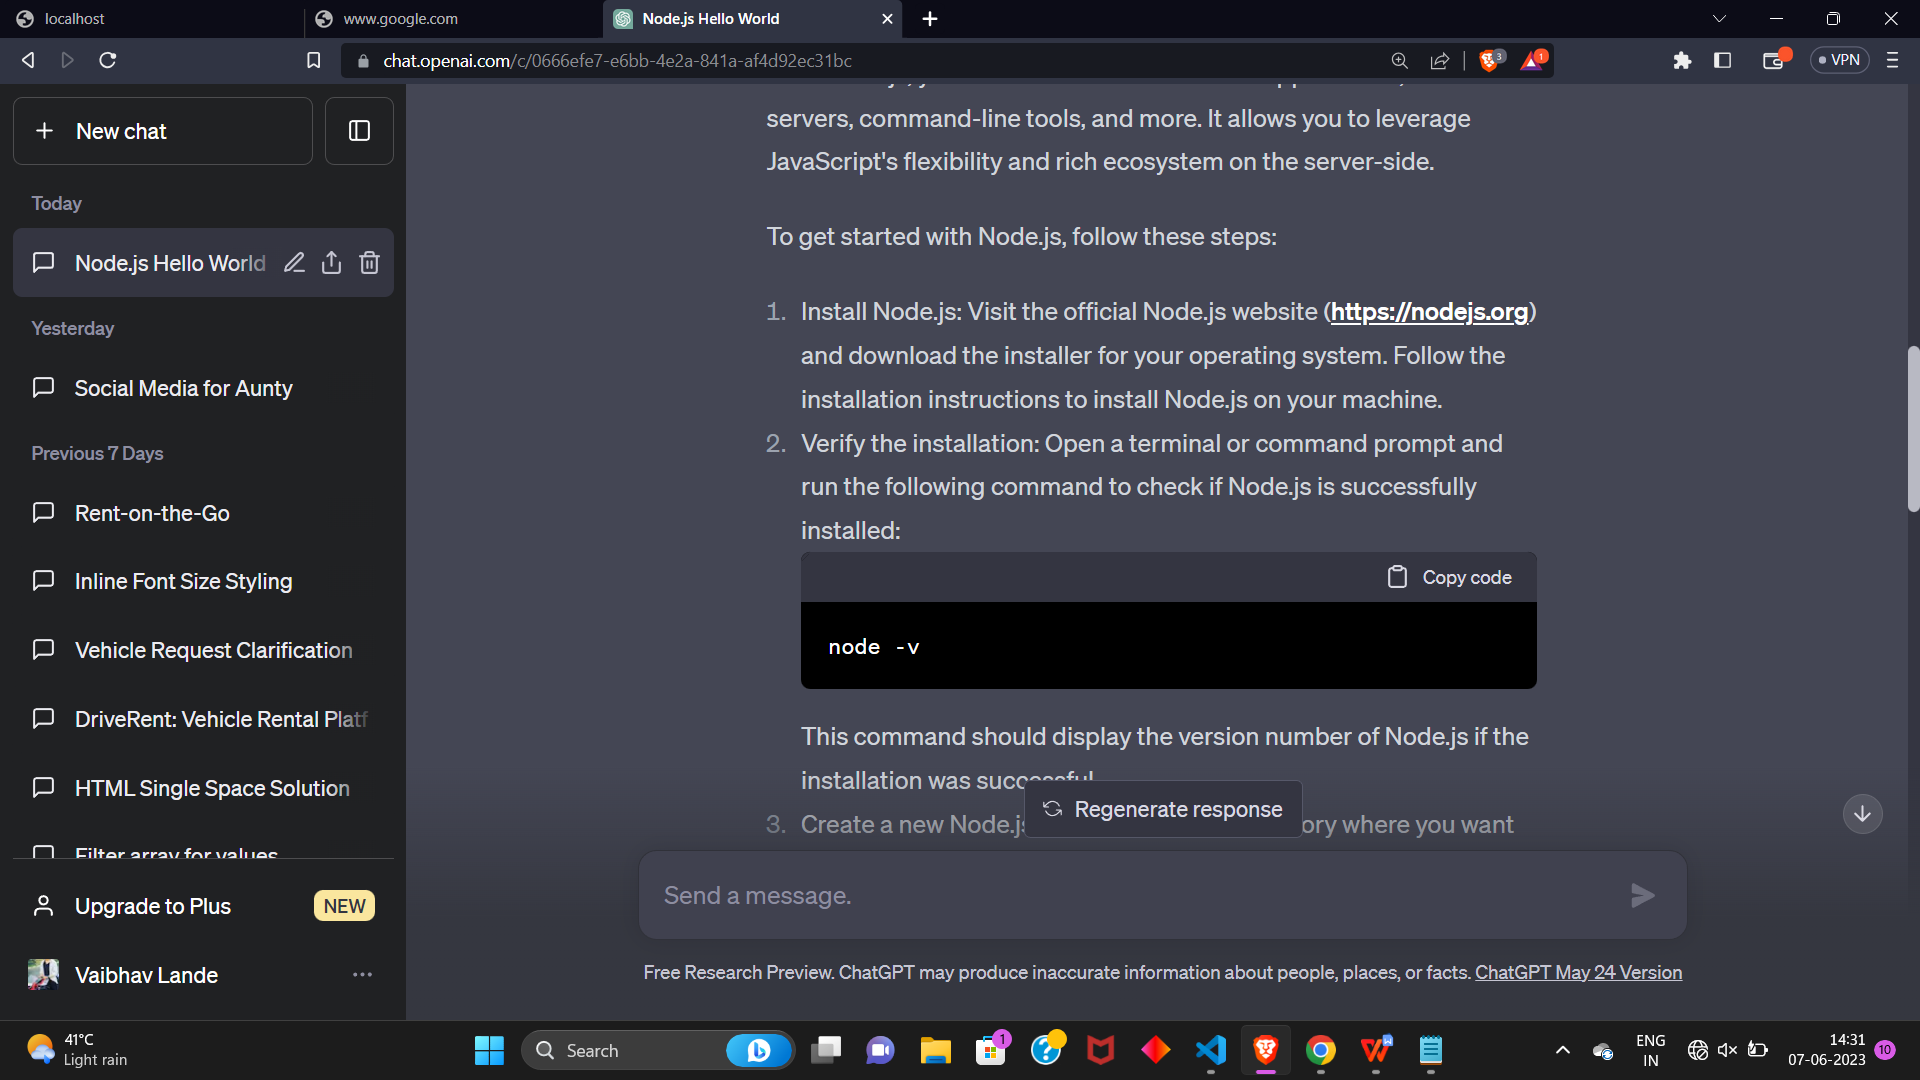 localhost
www.google.com
Node.js Hello World
chat.openai.com/c/0666efe7-e6bb-4e2a-841a-af4d92ec31bc
3
1
VPN
New chat
Today
Node.js Hello World
Yesterday
Social Media for Aunty
Previous 7 Days
Rent-on-the-Go
Inline Font Size Styling
Vehicle Request Clarification
DriveRent: Vehicle Rental Platf
HTML Single Space Solution
Filter array for values
Upgrade to Plus
NEW
Vaibhav Lande
servers, command-line tools, and more. It allows you to leverage
JavaScript's flexibility and rich ecosystem on the server-side.
To get started with Node.js, follow these steps:
1. Install Node.js: Visit the official Node.js website (https://nodejs.org)
and download the installer for your operating system. Follow the
installation instructions to install Node.js on your machine.
2. Verify the installation: Open a terminal or command prompt and
run the following command to check if Node.js is successfully
installed:
Copy code
node -v
This command should display the version number of Node.js if the
installation was successful.
3. Create a new Node.js ory where you want
Regenerate response
Send a message.
Free Research Preview. ChatGPT may produce inaccurate information about people, places, or facts. ChatGPT May 24 Version
41°C
Light rain
Search
1
ENG
IN
14:31
07-06-2023
10